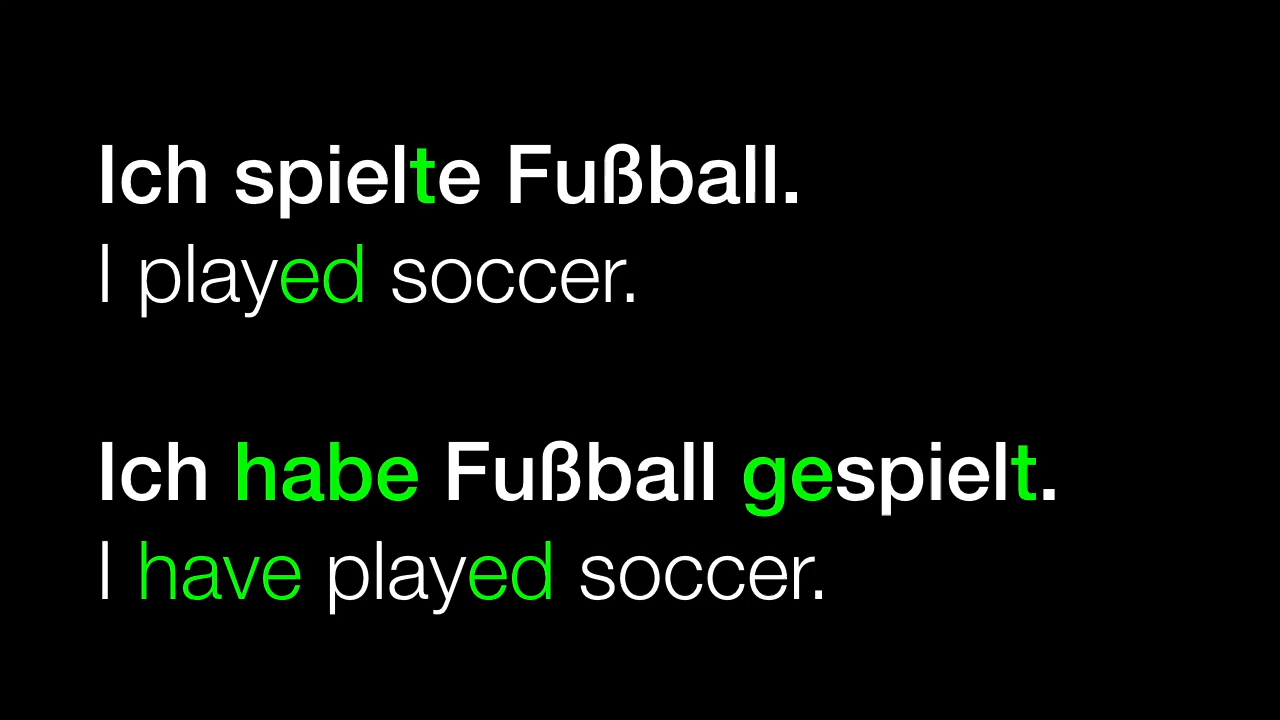 Ich spielte Fußball.
I played soccer.
Ich habe Fußball gespielt.
I have played soccer.